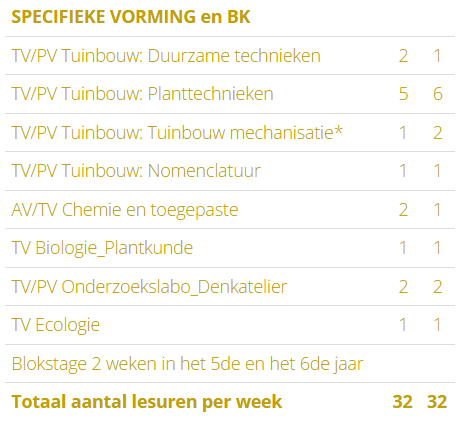 SPECIFIEKE VORMING en BK
TV/PV Tuinbouw: Duurzame technieken 2 1
TV/PV Tuinbouw: Planttechnieken 5 6
TV/PV Tuinbouw: Tuinbouw mechanisatie* 1 2
TV/PV Tuinbouw: Nomenclatuur 1 1
AV/TV Chemie en toegepaste 2 1
TV Biologie_Plantkunde 1 1
TV/PV Onderzoekslabo_Denkatelier 2 2
TV Ecologie 1 1
Blokstage 2 weken in het 5de en het 6de jaar
Totaal aantal lesuren per week 32 32